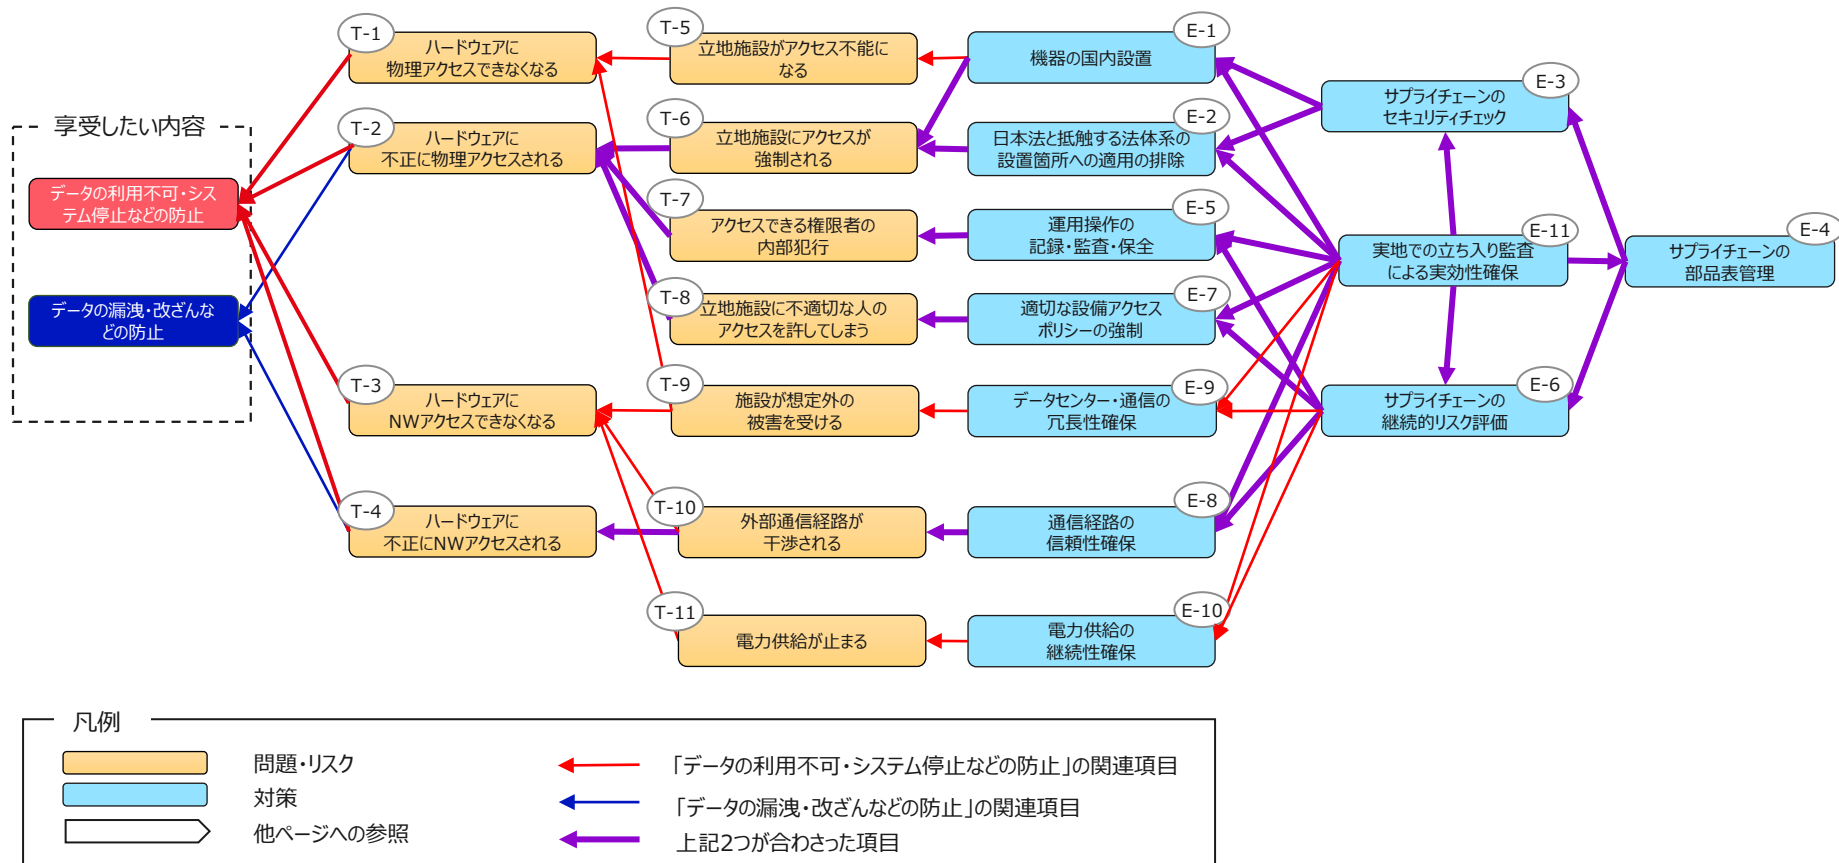 享受したい内容
データの利用不可・シス
テム停止などの防止
データの漏洩・改ざんな
どの防止
T-1
ハードウェアに
物理アクセスできなくなる
T-2
ハードウェアに
不正に物理アクセスされる
T-3
ハードウェアに
NWアクセスできなくなる
T-4
ハードウェアに
不正にNWアクセスされる
T-5
立地施設がアクセス不能に
なる
T-6
立地施設にアクセスが
強制される
T-7
アクセスできる権限者の
内部犯行
T-8
立地施設に不適切な人の
アクセスを許してしまう
T-9
施設が想定外の
被害を受ける
T-10
外部通信経路が
干渉される
T-11
電力供給が止まる
E-1
機器の国内設置
E-2
日本法と抵触する法体系の
設置箇所への適用の排除
E-5
運用操作の
記録・監査・保全
E-7
適切な設備アクセス
ポリシーの強制
E-9
データセンター・通信の
冗長性確保
E-8
通信経路の
信頼性確保
E-10
電力供給の
継続性確保
E-3
サプライチェーンの
セキュリティチェック
E-11
実地での立ち入り監査
による実効性確保
E-6
サプライチェーンの
継続的リスク評価
E-4
サプライチェーンの
部品表管理
凡例
問題・リスク
対策
他ページへの参照
「データの利用不可・システム停止などの防止」の関連項目
「データの漏洩・改ざんなどの防止」の関連項目
上記2つが合わさった項目